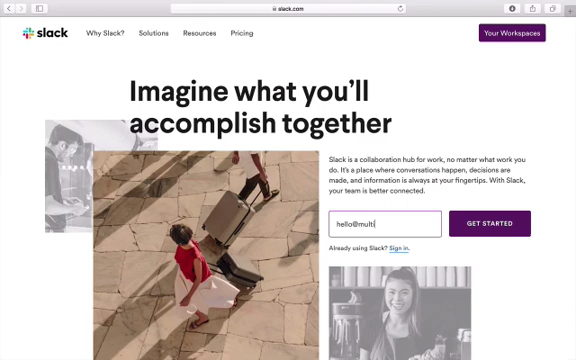 slack.com
slack
Why Slack?
Solutions
Resources
Pricing
Your Workspaces
Imagine what you'll
accomplish together
Slack is a collaboration hub for work, no matter what work you
do. It's a place where conversations happen, decisions are
made, and information is always at your fingertips. With Slack,
your team is better connected.
hello@multi
GET STARTED
Already using Slack? Sign in.